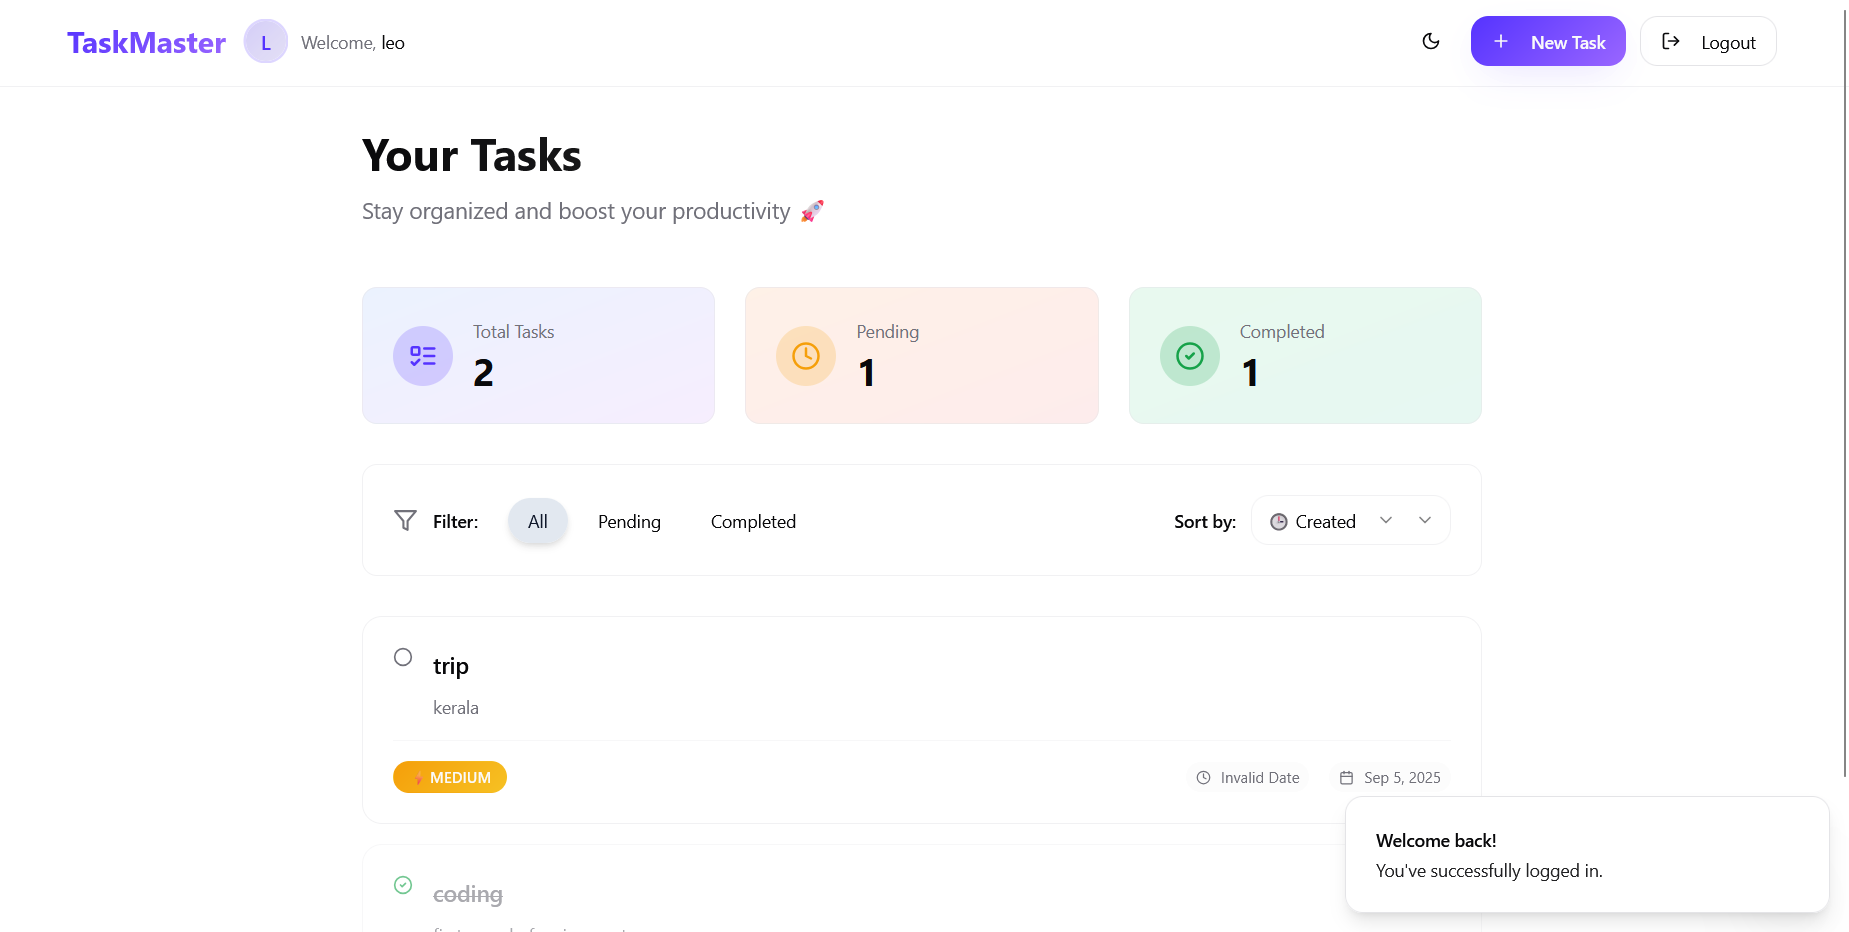 TaskMaster
L
Welcome, leo
New Task
Logout
Your Tasks
Stay organized and boost your productivity 🚀
Total Tasks
2
Pending
1
Completed
1
Filter:
All
Pending
Completed
Sort by:
Created
trip
kerala
MEDIUM
Invalid Date
Sep 5, 2025
Welcome back!
You've successfully logged in.
coding